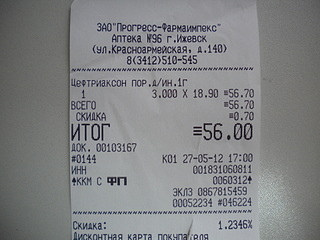 ЗАО"Прогресс-Фармаимпекс"
Аптека №96 г.Ижевск
(ул.Красноармейская, д.140)
8(3412)510-545
Цефтриаксон пор.д/ин.1г
1 3.000 X 18.90 =56.70
ВСЕГО =56.70
СКИДКА =0.70
ИТОГ =56.00
ДОК. 00103167
#0144 К01 27-05-12 17:00
ИНН 001831060811
♠ККМ С ФП 0060312♠
ЭКЛЗ 0867815459
00052234 #046224
Скидка: 1.2346%
Дисконтная карта покупателя